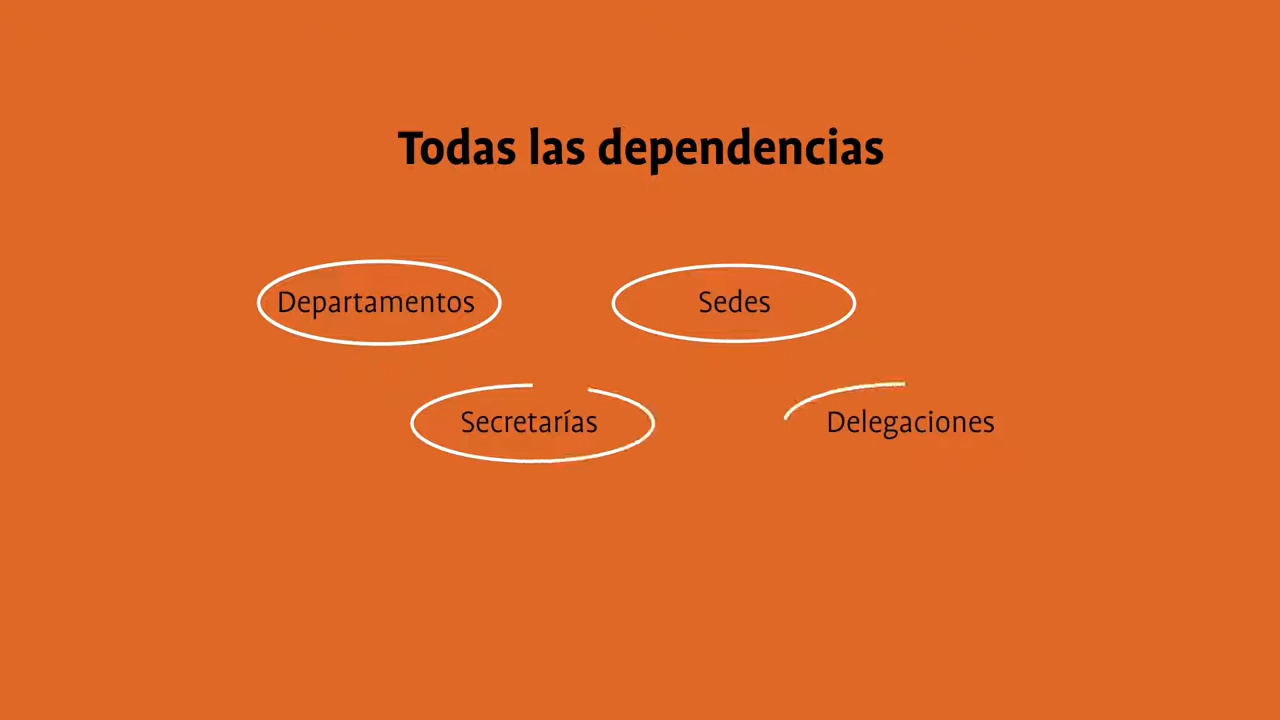 Todas las dependencias
Departamentos
Sedes
Secretarías
Delegaciones